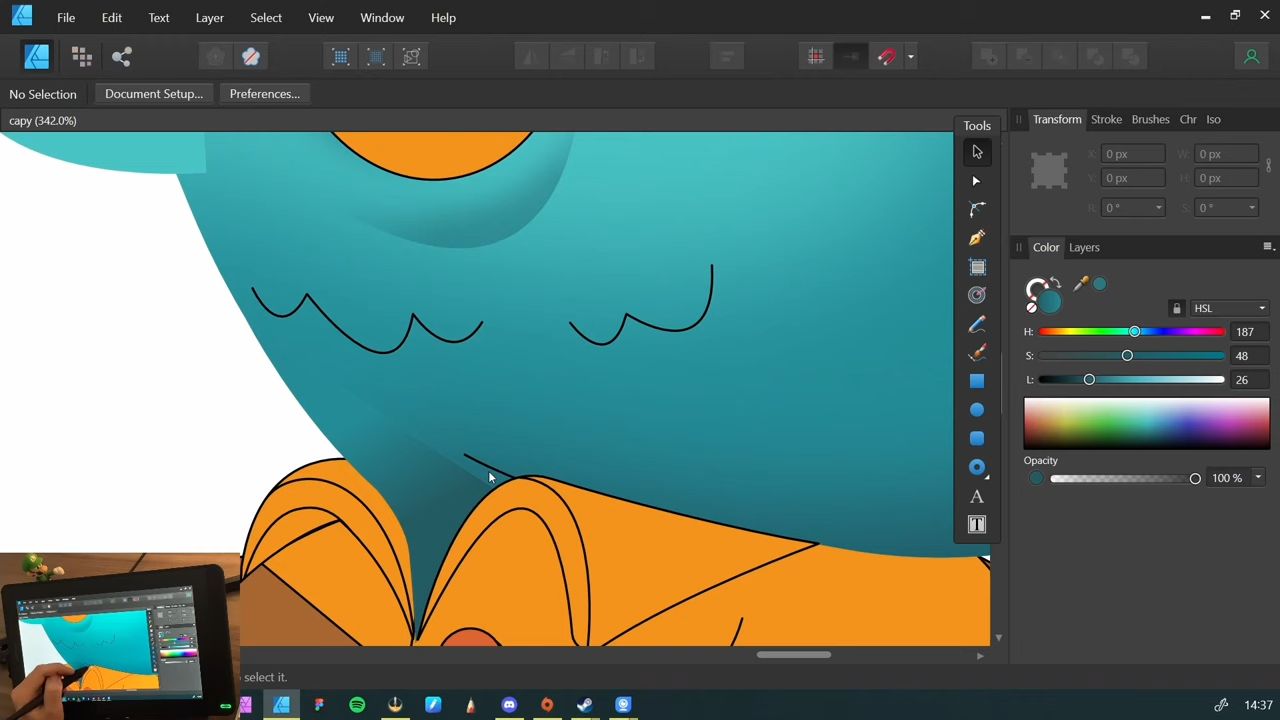 File Edit Text Layer Select View Window Help
No Selection Document Setup... Preferences...
capy (342.0%)
Tools
T
A
Transform Stroke Brushes Chr Iso
X: 0 px W: 0 px
Y: 0 px H: 0 px
R: 0 ° S: 0 °
Color Layers
HSL
H: 187
S: 48
L: 26
Opacity
100 %
select it.
14:37